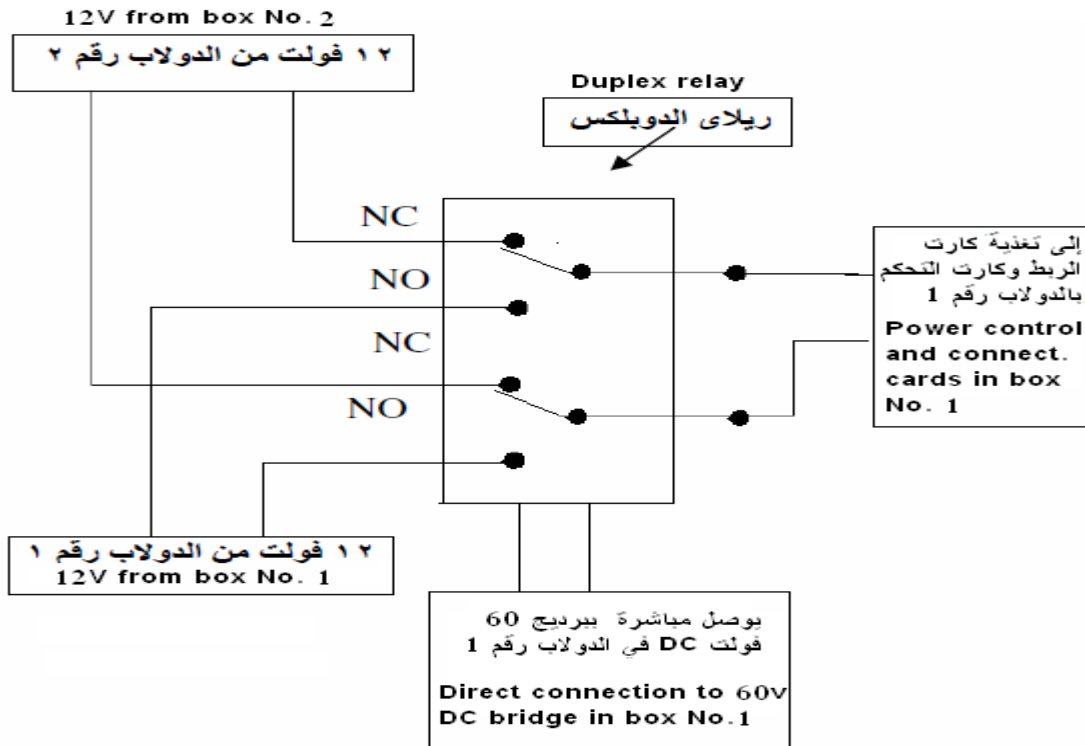 12V from box No. 2
١٢ فولت من الدولاب رقم ٢
Duplex relay
ريلاى الدوبلكس
NC
NO
NC
NO
إلى تغذية كارت
الربط وكارت التحكم
بالدولاب رقم 1
Power control
and connect.
cards in box
No. 1
١٢ فولت من الدولاب رقم ١
12V from box No. 1
يوصل مباشرة ببرديج 60
فولت DC في الدولاب رقم 1
Direct connection to 60v
DC bridge in box No.1